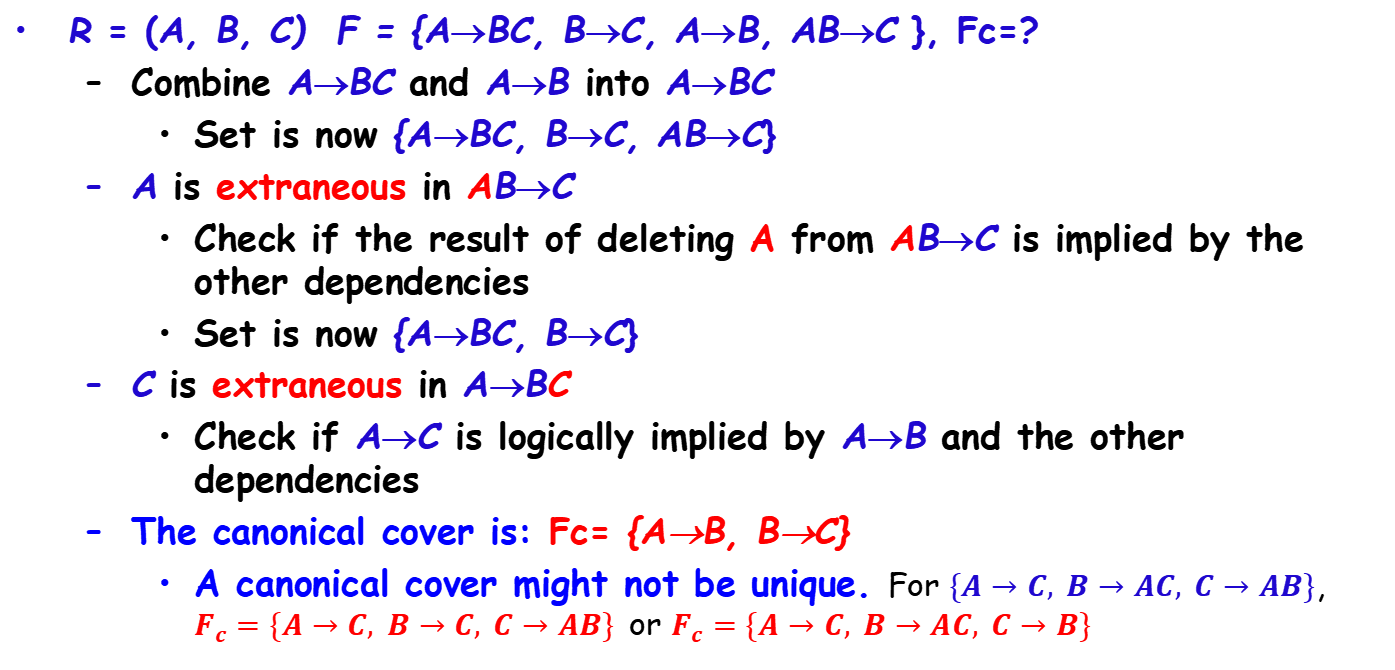 • R = (A, B, C) F = {A→BC, B→C, A→B, AB→C }, Fc=?
– Combine A→BC and A→B into A→BC
• Set is now {A→BC, B→C, AB→C}
– A is extraneous in AB→C
• Check if the result of deleting A from AB→C is implied by the
other dependencies
• Set is now {A→BC, B→C}
– C is extraneous in A→BC
• Check if A→C is logically implied by A→B and the other
dependencies
– The canonical cover is: Fc= {A→B, B→C}
• A canonical cover might not be unique. For {A → C, B → AC, C → AB},
F_c = {A → C, B → C, C → AB} or F_c = {A → C, B → AC, C → B}